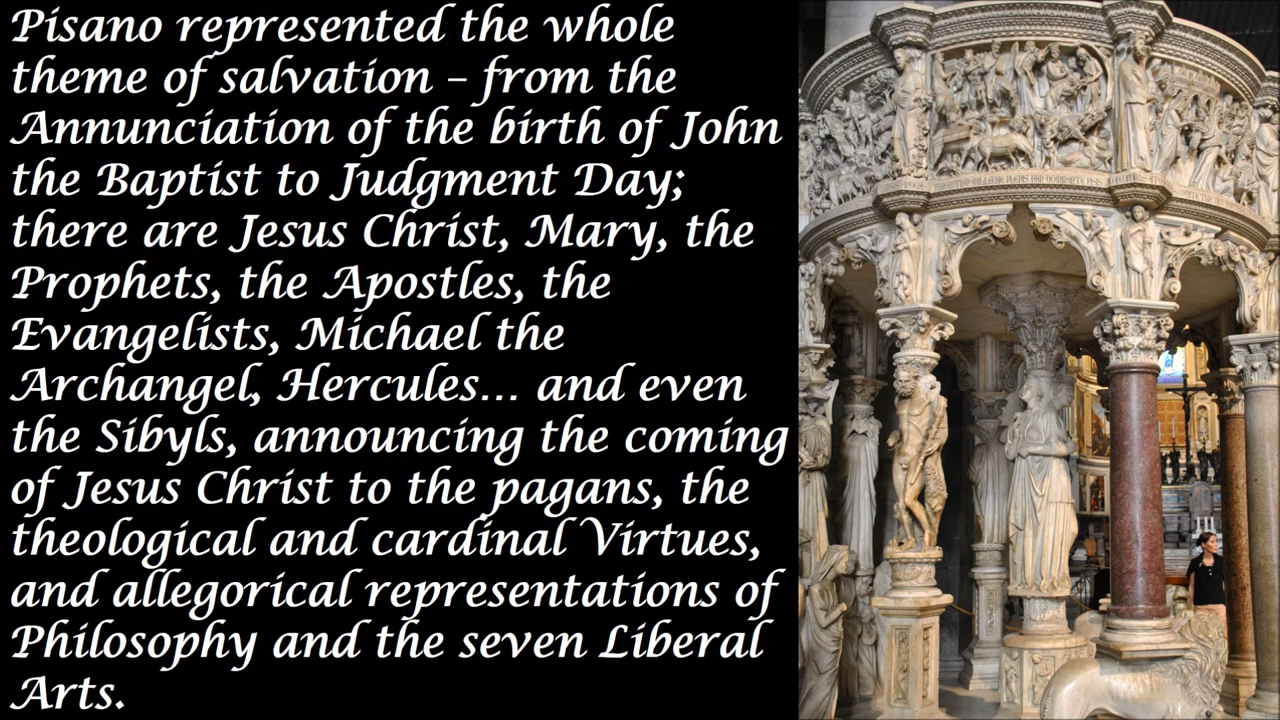 Pisano represented the whole
theme of salvation – from the
Annunciation of the birth of John
the Baptist to Judgment Day;
there are Jesus Christ, Mary, the
Prophets, the Apostles, the
Evangelists, Michael the
Archangel, Hercules... and even
the Sibyls, announcing the coming
of Jesus Christ to the pagans, the
theological and cardinal Virtues,
and allegorical representations of
Philosophy and the seven Liberal
Arts.